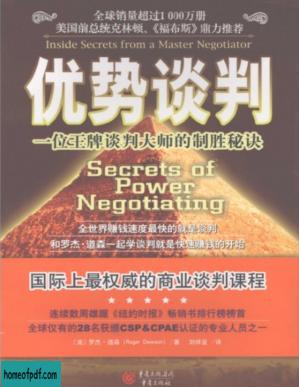 全球销量超过1 000万册
美国前总统克林顿、《福布斯》鼎力推荐
Inside Secrets from a Master Negotiator
优势谈判
一位王牌谈判大师的制胜秘诀
Secrets of
Power
Negotiating
全世界赚钱速度最快的就是谈判
和罗杰·道森一起学谈判就是快速赚钱的开始
国际上最权威的商业谈判课程
★ ★ ★ ★ ★
连续数周雄踞《纽约时报》畅销书排行榜榜首
全球仅有的28名获颁CSP&CPAE认证的专业人员之一
[美] 罗杰·道森 (Roger Dawson) 著 刘祥亚 译
重庆出版社
homeofpdf.com